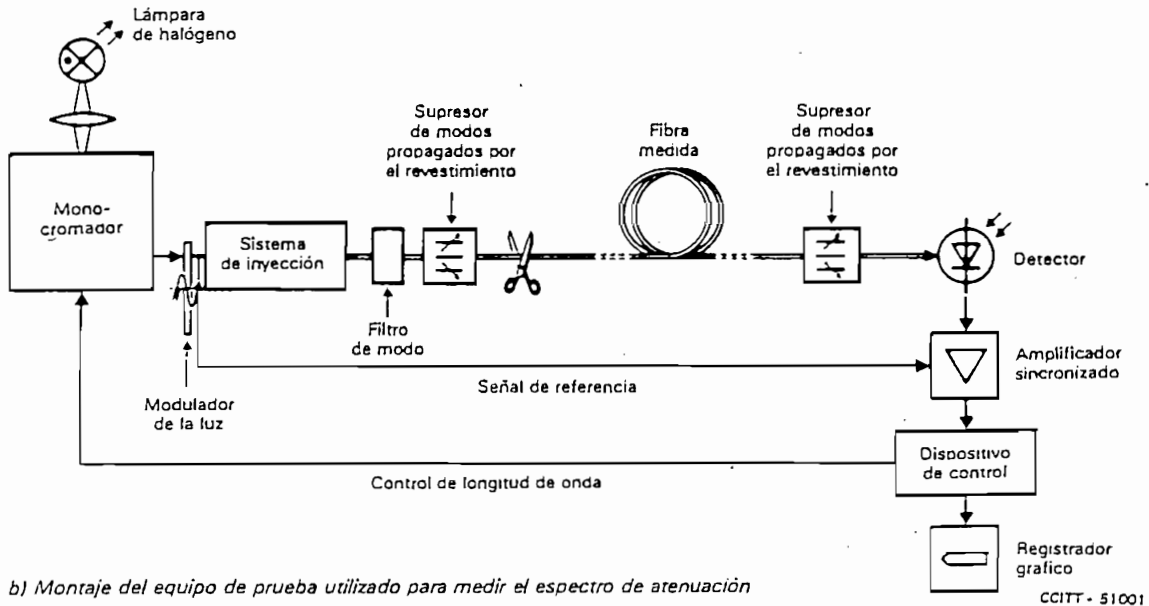 Lámpara
de halógeno
Supresor
de modos
propagados por
el revestimiento
Fibra
medida
Supresor
de modos
propagados por
el revestimiento
Mono-
cromador
Sistema
de inyección
Detector
Filtro
de modo
Amplificador
sincronizado
Señal de referencia
Modulador
de la luz
Dispositivo
de control
Control de longitud de onda
Registrador
grafico
b) Montaje del equipo de prueba utilizado para medir el espectro de atenuación
CCITT - 51001